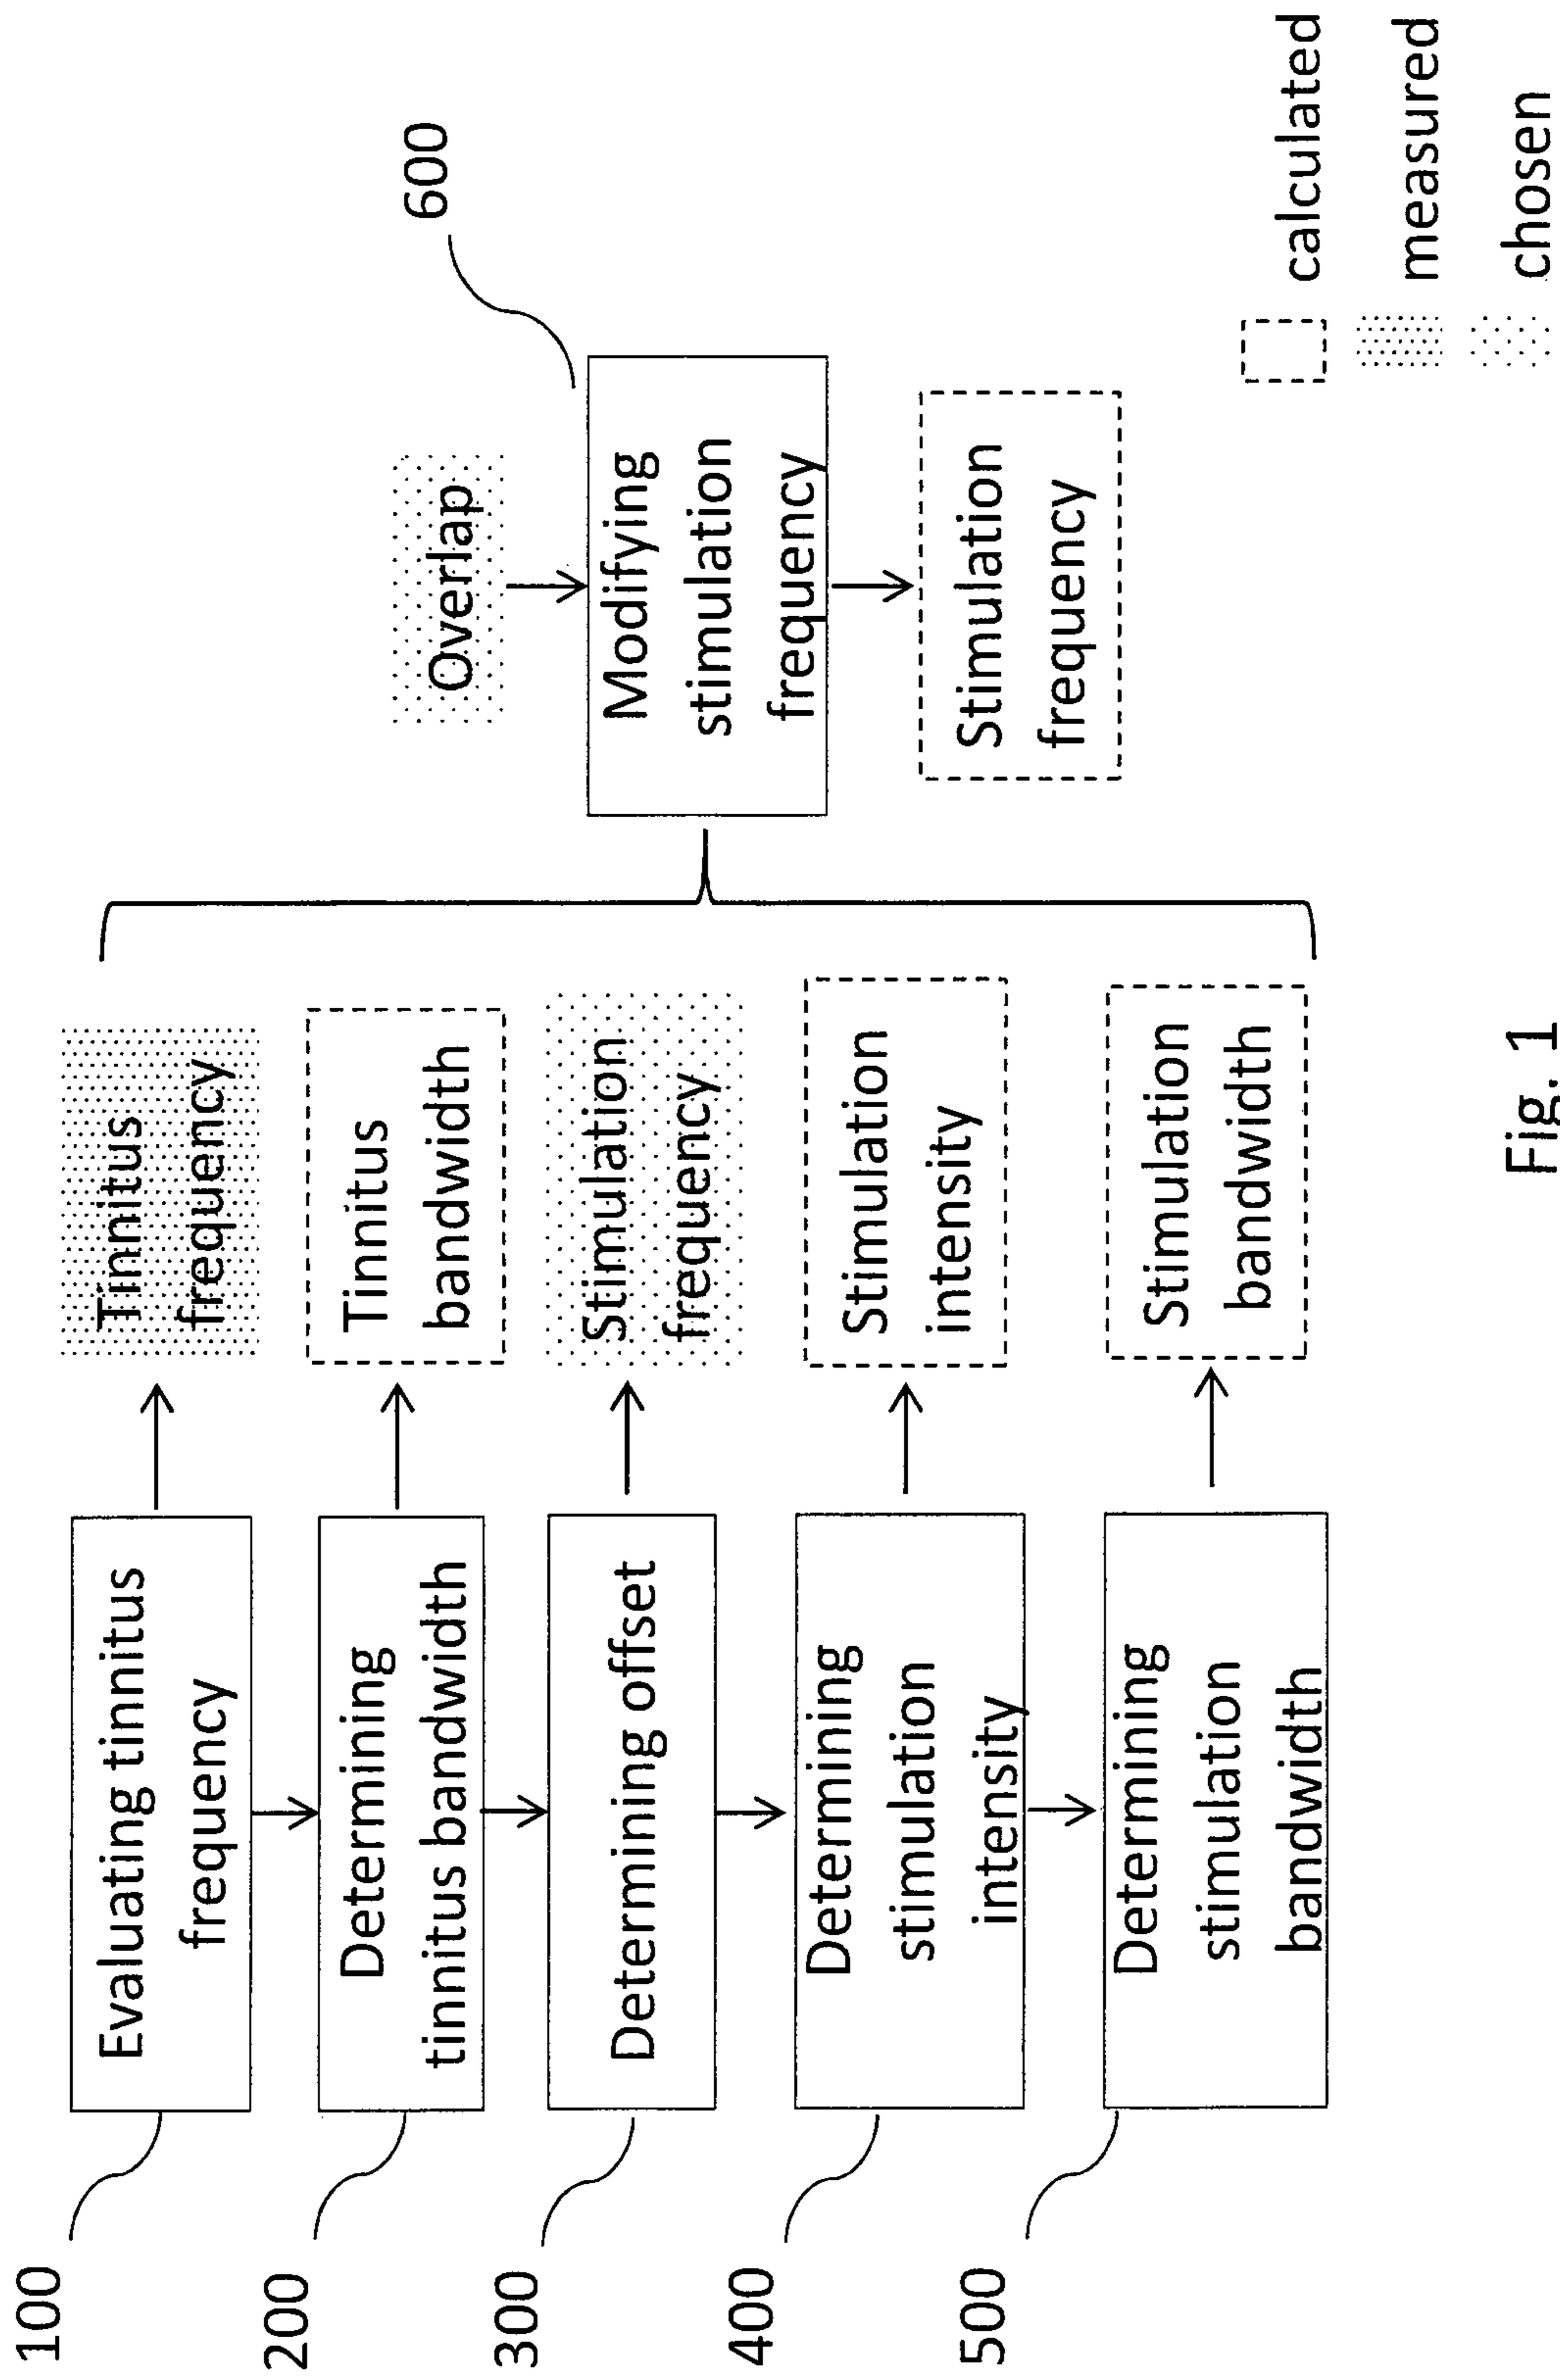 100
Evaluating tinnitus
frequency
Tinnitus
frequency
200
Determining
tinnitus bandwidth
Tinnitus
bandwidth
300
Determining offset
Stimulation
frequency
400
Determining
stimulation
intensity
Stimulation
intensity
500
Determining
stimulation
bandwidth
Stimulation
bandwidth
Overlap
600
Modifying
stimulation
frequency
Stimulation
frequency
calculated
measured
chosen
Fig. 1